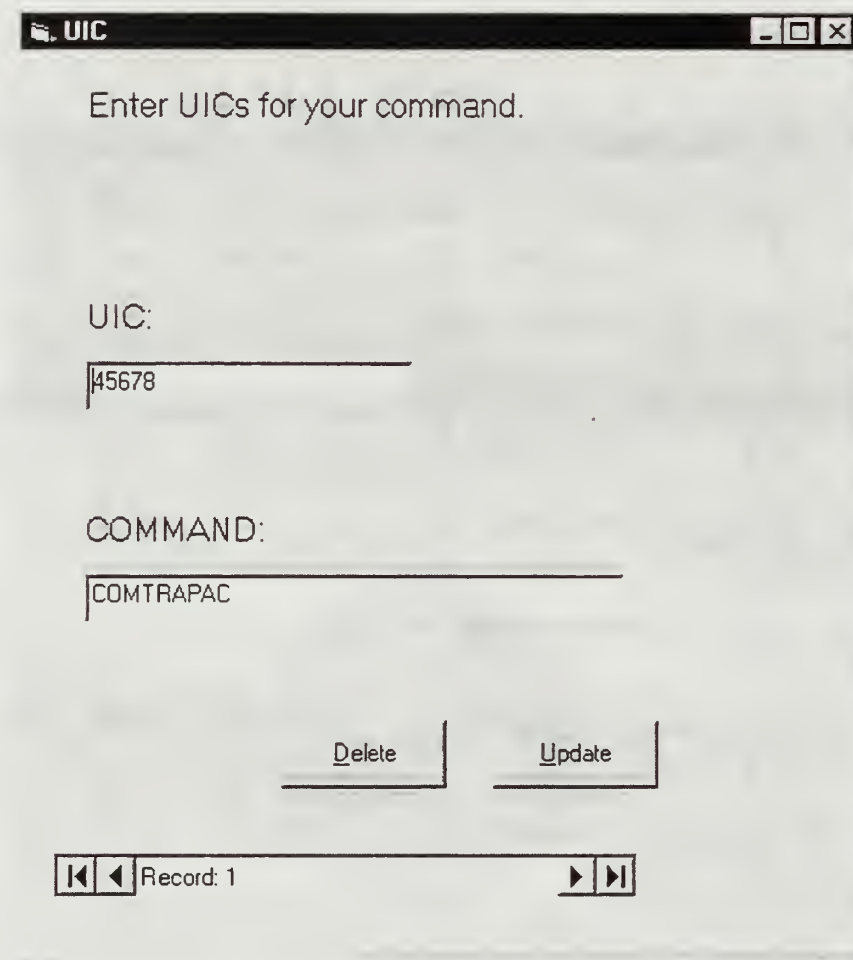 UIC
Enter UICs for your command.
UIC:
45678
COMMAND:
COMTRAPAC
Delete Update
Record: 1